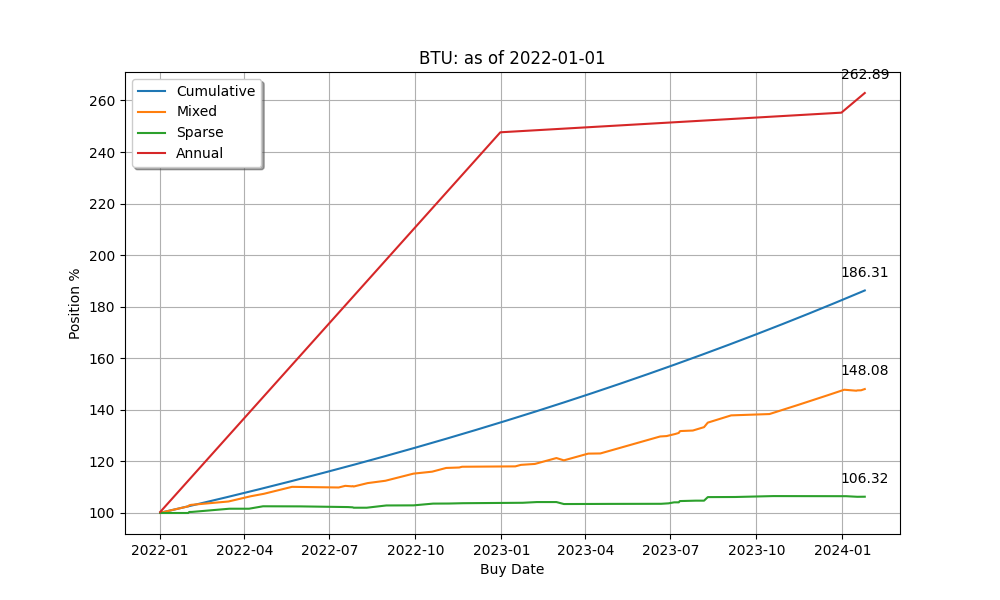 BTU: as of 2022-01-01
262.89
Cumulative
Mixed
Sparse
Annual
186.31
148.08
106.32
260
240
220
200
180
160
140
120
100
Position %
2022-01 2022-04 2022-07 2022-10 2023-01 2023-04 2023-07 2023-10 2024-01
Buy Date